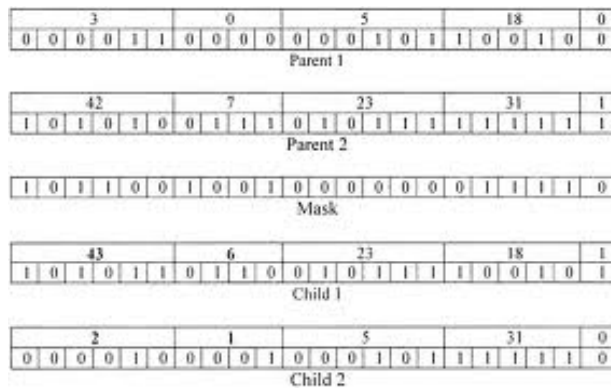 3 0 5 18 0
0 0 0 0 1 1 0 0 0 0 0 0 0 1 0 1 1 0 0 1 0 0
Parent 1
42 7 23 31 1
1 0 1 0 1 0 0 1 1 1 0 1 0 1 1 1 1 1 1 1 1 1
Parent 2
1 0 1 1 0 0 1 0 0 1 0 0 0 0 0 0 0 1 1 1 1 0
Mask
43 6 23 18 1
1 0 1 0 1 1 0 1 1 0 0 1 0 1 1 1 1 0 0 1 0 1
Child 1
2 1 5 31 0
0 0 0 0 1 0 0 0 0 1 0 0 0 1 0 1 1 1 1 1 1 0
Child 2